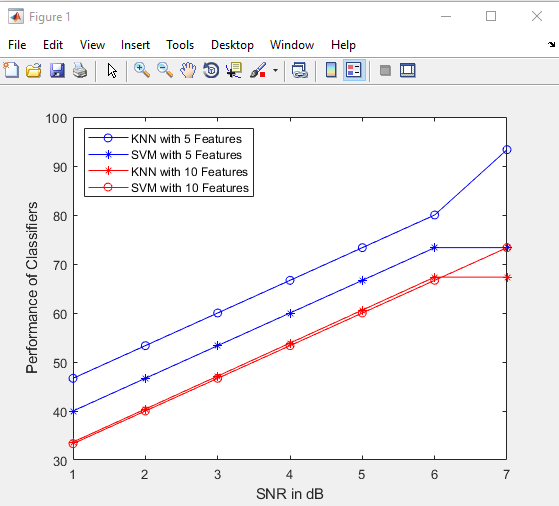 Figure 1
File Edit View Insert Tools Desktop Window Help
100
90
80
70
60
50
40
30
Performance of Classifiers
KNN with 5 Features
SVM with 5 Features
KNN with 10 Features
SVM with 10 Features
1 2 3 4 5 6 7
SNR in dB